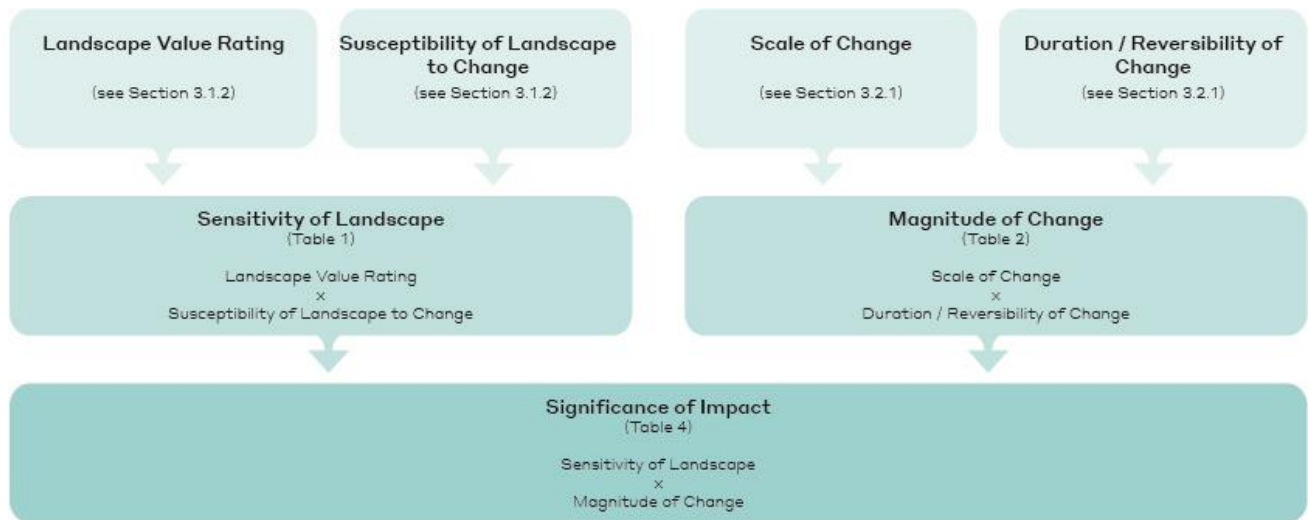 Landscape Value Rating
(see Section 3.1.2)
Susceptibility of Landscape
to Change
(see Section 3.1.2)
Scale of Change
(see Section 3.2.1)
Duration / Reversibility of
Change
(see Section 3.2.1)
Sensitivity of Landscape
(Table 1)
Landscape Value Rating
×
Susceptibility of Landscape to Change
Magnitude of Change
(Table 2)
Scale of Change
×
Duration / Reversibility of Change
Significance of Impact
(Table 4)
Sensitivity of Landscape
×
Magnitude of Change